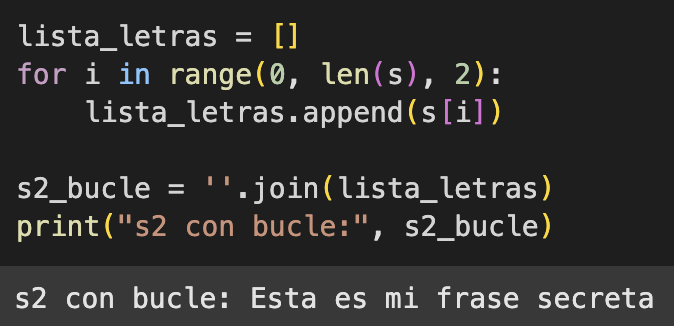 lista_letras = []
for i in range(0, len(s), 2):
    lista_letras.append(s[i])
s2_bucle = ''.join(lista_letras)
print("s2 con bucle:", s2_bucle)
s2 con bucle: Esta es mi frase secreta